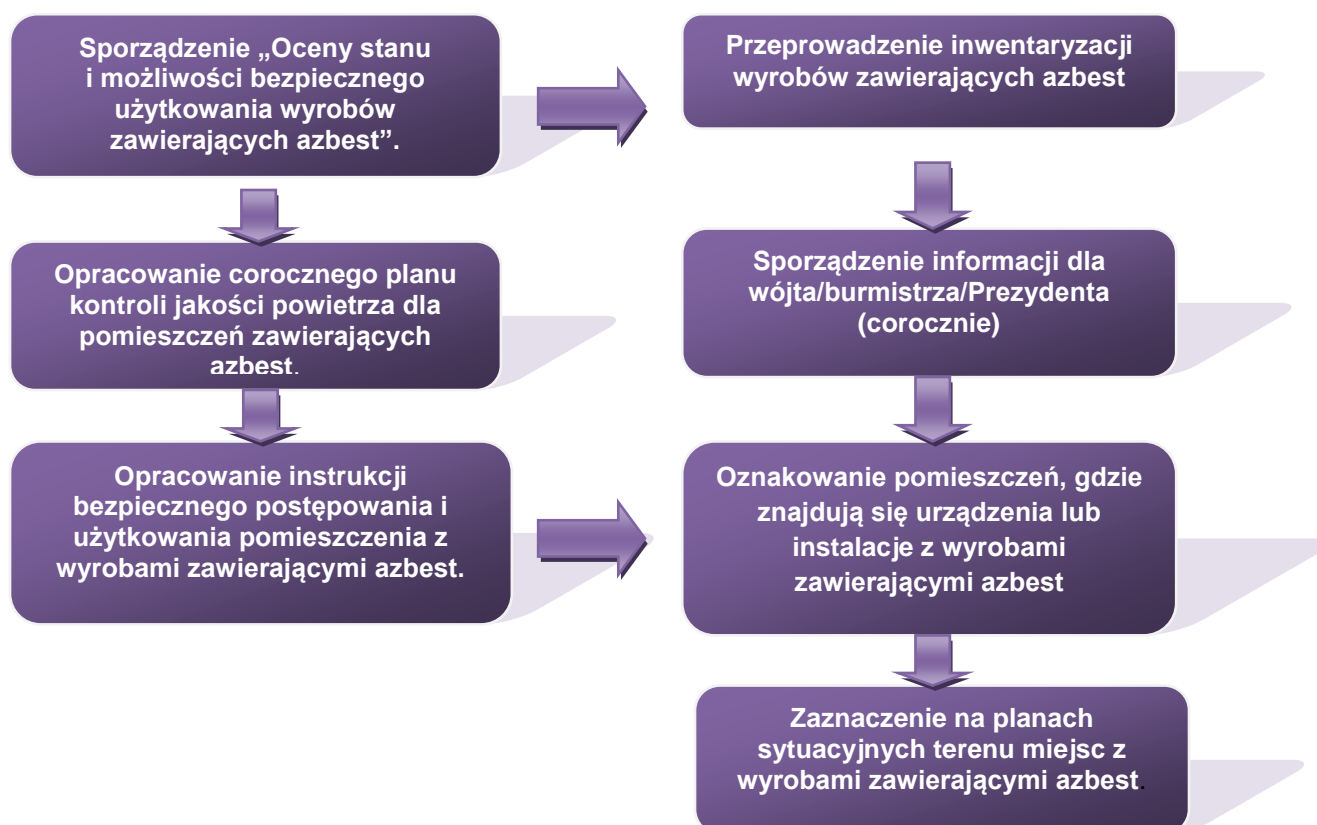 Sporządzenie „Oceny stanu
i możliwości bezpiecznego
użytkowania wyrobów
zawierających azbest”.
Przeprowadzenie inwentaryzacji
wyrobów zawierających azbest
Opracowanie corocznego planu
kontroli jakości powietrza dla
pomieszczeń zawierających
azbest.
Sporządzenie informacji dla
wójta/burmistrza/Prezydenta
(corocznie)
Opracowanie instrukcji
bezpiecznego postępowania i
użytkowania pomieszczenia z
wyrobami zawierającymi azbest.
Oznakowanie pomieszczeń, gdzie
znajdują się urządzenia lub
instalacje z wyrobami
zawierającymi azbest
Zaznaczenie na planach
sytuacyjnych terenu miejsc z
wyrobami zawierającymi azbest.